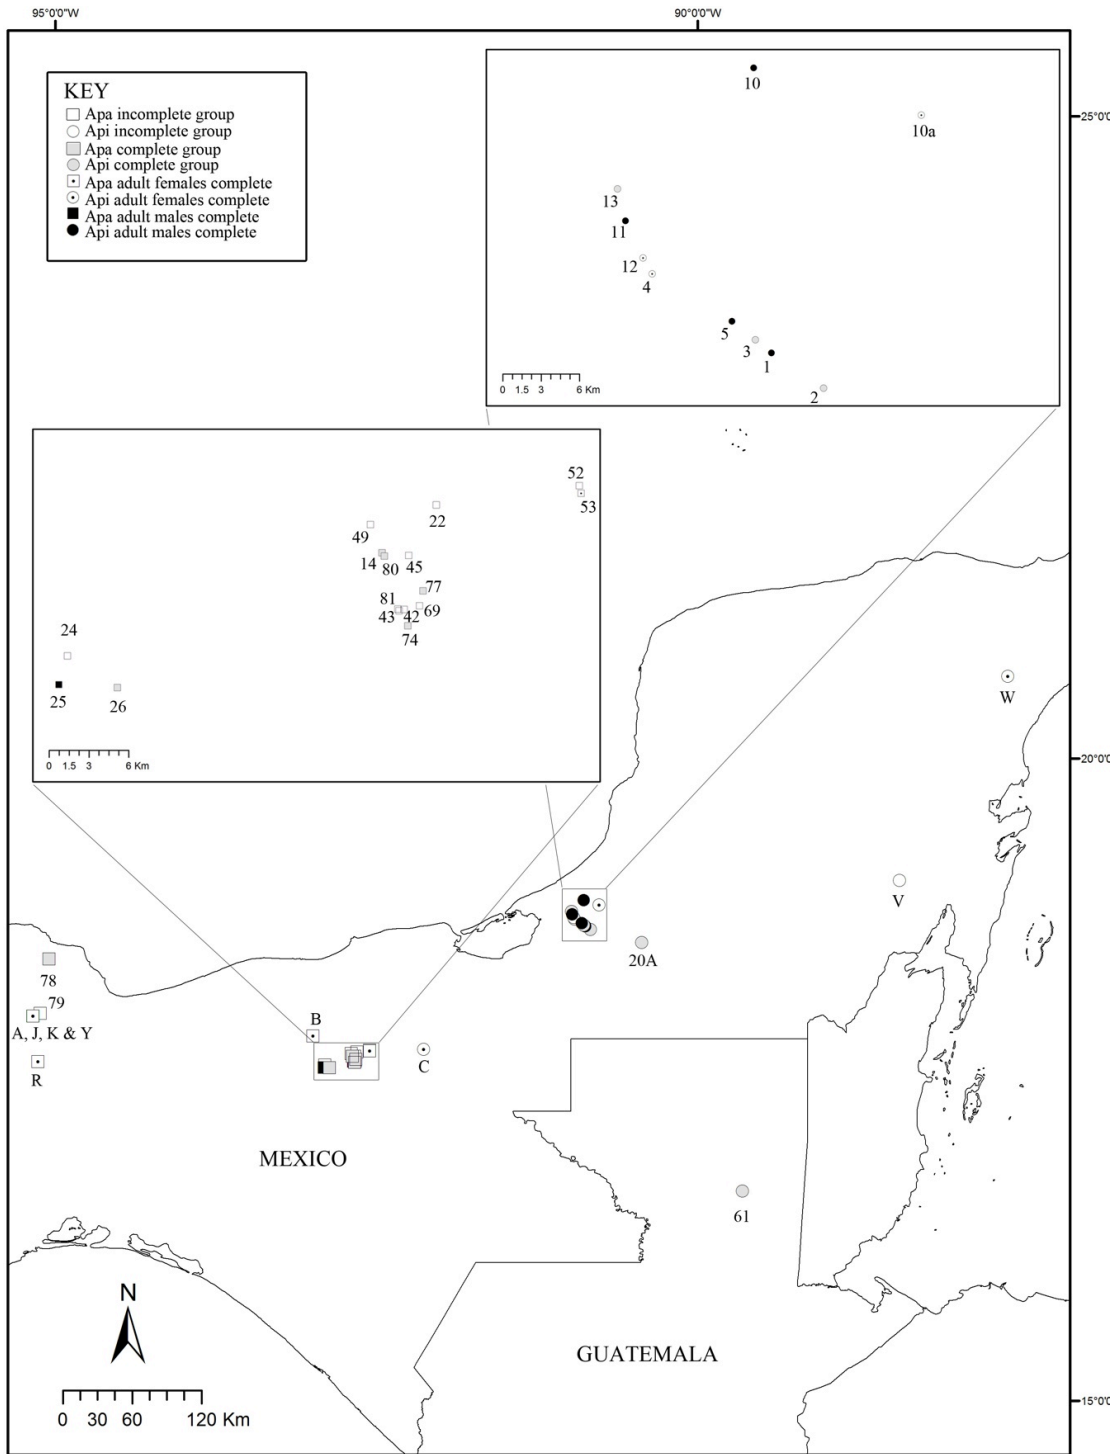 95°0'0"W
90°0'0"W
KEY
Apa incomplete group
Api incomplete group
Apa complete group
Api complete group
Apa adult females complete
Api adult females complete
Apa adult males complete
Api adult males complete
10
10a
13
11
12
4
5
3
1
2
0 1.5 3 6 Km
25°0'0
52
53
22
49
14
80
45
77
81
43
42
69
74
24
25
26
0 1.5 3 6 Km
W
20°0'0
V
20A
78
79
A, J, K & Y
R
B
C
MEXICO
61
N
GUATEMALA
0 30 60 120 Km
15°0'0